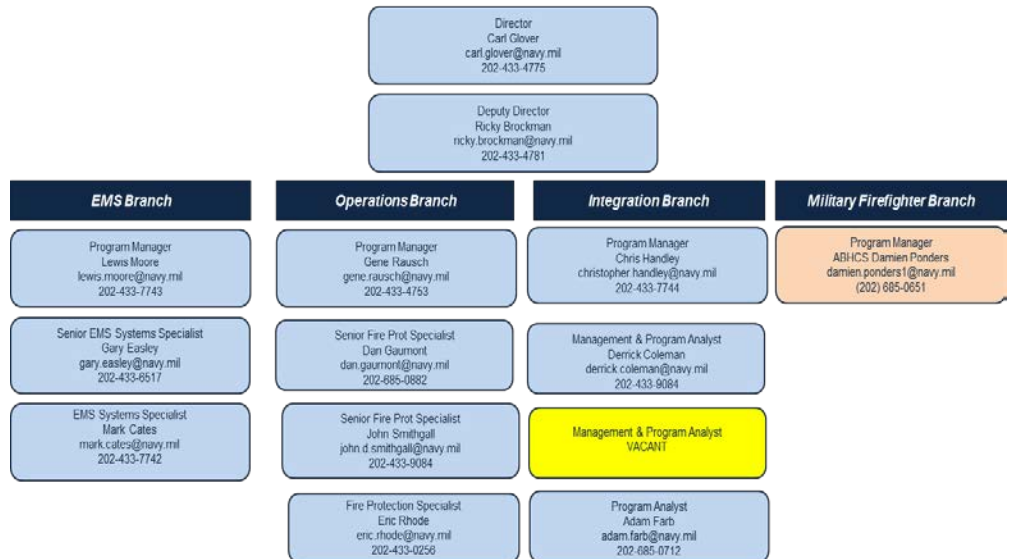 Director
Carl Glover
carl.glover@navy.mil
202-433-4775
Deputy Director
Ricky Brockman
ricky.brockman@navy.mil
202-433-4781
EMS Branch
Program Manager
Lewis Moore
lewis.moore@navy.mil
202-433-7743
Senior EMS Systems Specialist
Gary Easley
gary.easley@navy.mil
202-433-6517
EMS Systems Specialist
Mark Cates
mark.cates@navy.mil
202-433-7742
Operations Branch
Program Manager
Gene Rausch
gene.rausch@navy.mil
202-433-4753
Senior Fire Prot Specialist
Dan Gaumont
dan.gaumont@navy.mil
202-685-0882
Senior Fire Prot Specialist
John Smithgall
john.d.smithgall@navy.mil
202-433-9084
Fire Protection Specialist
Eric Rhode
eric.rhode@navy.mil
202-433-0256
Integration Branch
Program Manager
Chris Handley
christopher.handley@navy.mil
202-433-7744
Management & Program Analyst
Derrick Coleman
derrick.coleman@navy.mil
202-433-9084
Management & Program Analyst
VACANT
Program Analyst
Adam Farb
adam.farb@navy.mil
202-685-0712
Military Firefighter Branch
Program Manager
ABHCS Damien Ponders
damien.ponders1@navy.mil
(202) 685-0651